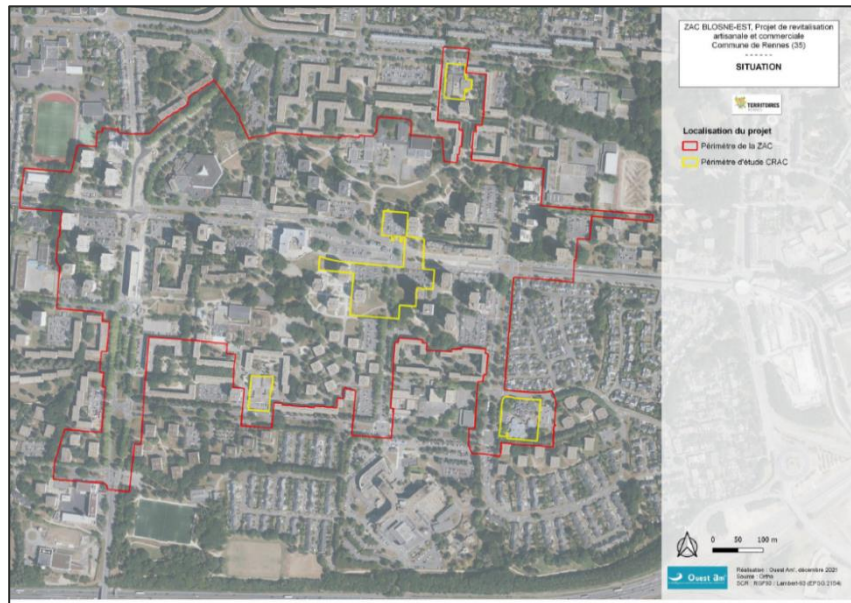 ZAC BLOSNE-EST, Projet de revitalisation
artisanale et commerciale
Commune de Rennes (35)
------
SITUATION
TERRITOIRES
Localisation du projet
Périmètre de la ZAC
Périmètre d'étude CRAC
0 50 100 m
Ouest am'
Réalisation : Ouest Am', décembre 2021
Source : Ortho
SCR : RGF93 / Lambert-93 (EPSG:2154)